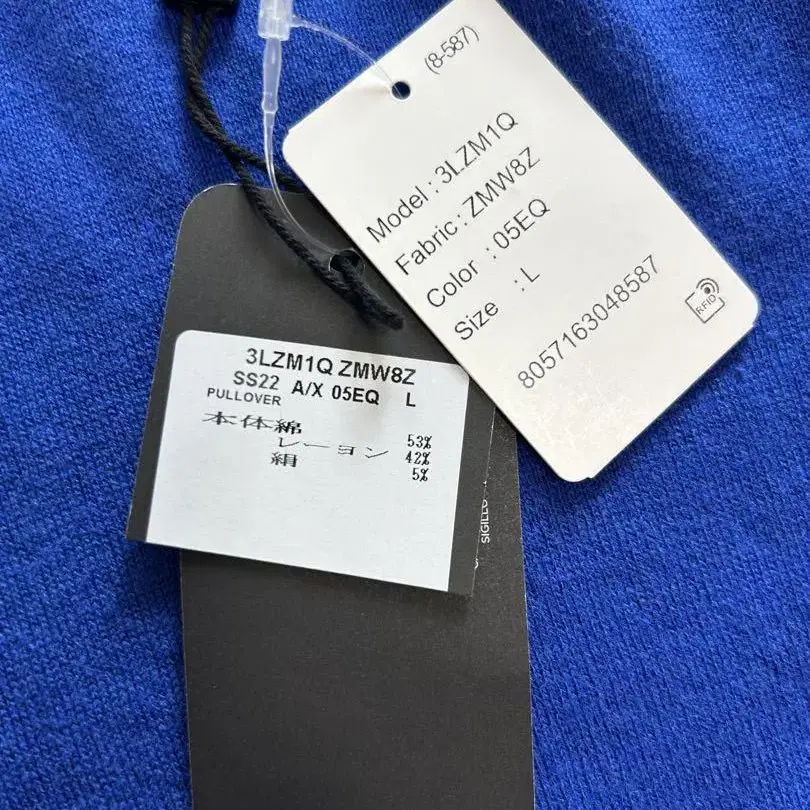 (8-587)
Model : 3LZM1Q
Fabric : ZMW8Z
Color : 05EQ
Size : L
8057163048587
RFID
3LZM1Q ZMW8Z
SS22 A/X 05EQ L
PULLOVER
本体綿 53%
レーヨン 42%
絹 5%
SIGILLO